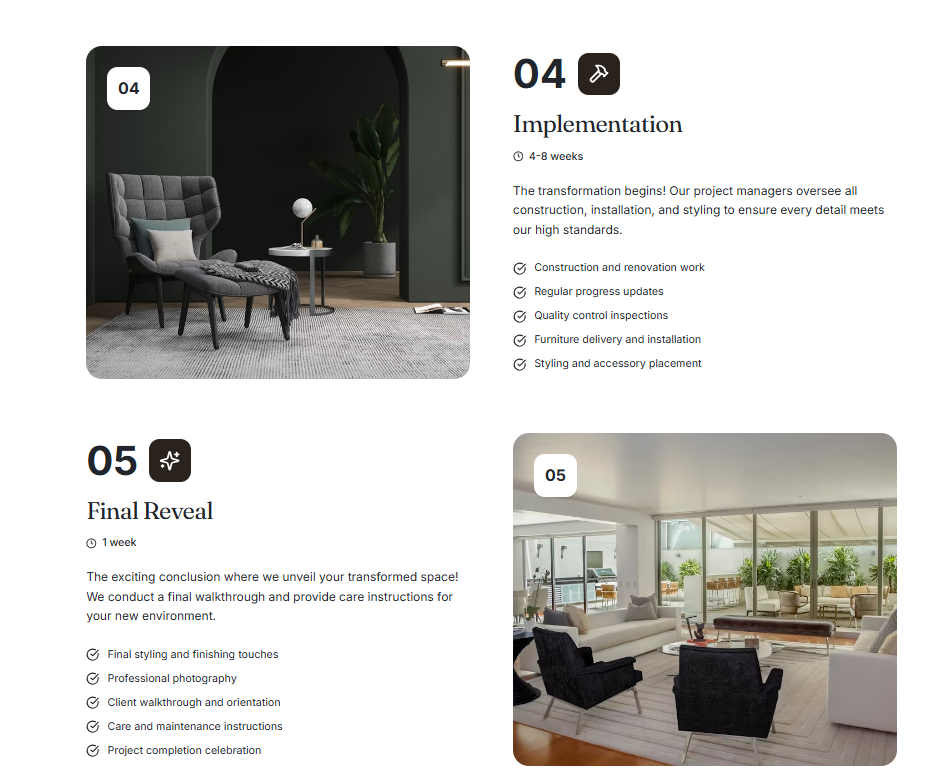 04
04
Implementation
4-8 weeks
The transformation begins! Our project managers oversee all
construction, installation, and styling to ensure every detail meets
our high standards.
Construction and renovation work
Regular progress updates
Quality control inspections
Furniture delivery and installation
Styling and accessory placement
05
Final Reveal
1 week
The exciting conclusion where we unveil your transformed space!
We conduct a final walkthrough and provide care instructions for
your new environment.
Final styling and finishing touches
Professional photography
Client walkthrough and orientation
Care and maintenance instructions
Project completion celebration
05